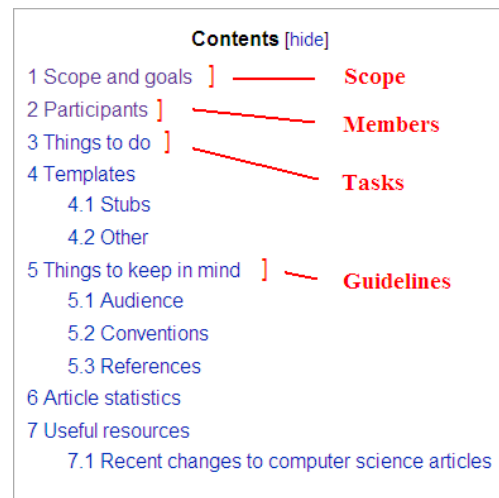 Contents [hide]
1 Scope and goals ] Scope
2 Participants ] Members
3 Things to do ] Tasks
4 Templates
4.1 Stubs
4.2 Other
5 Things to keep in mind ] Guidelines
5.1 Audience
5.2 Conventions
5.3 References
6 Article statistics
7 Useful resources
7.1 Recent changes to computer science articles